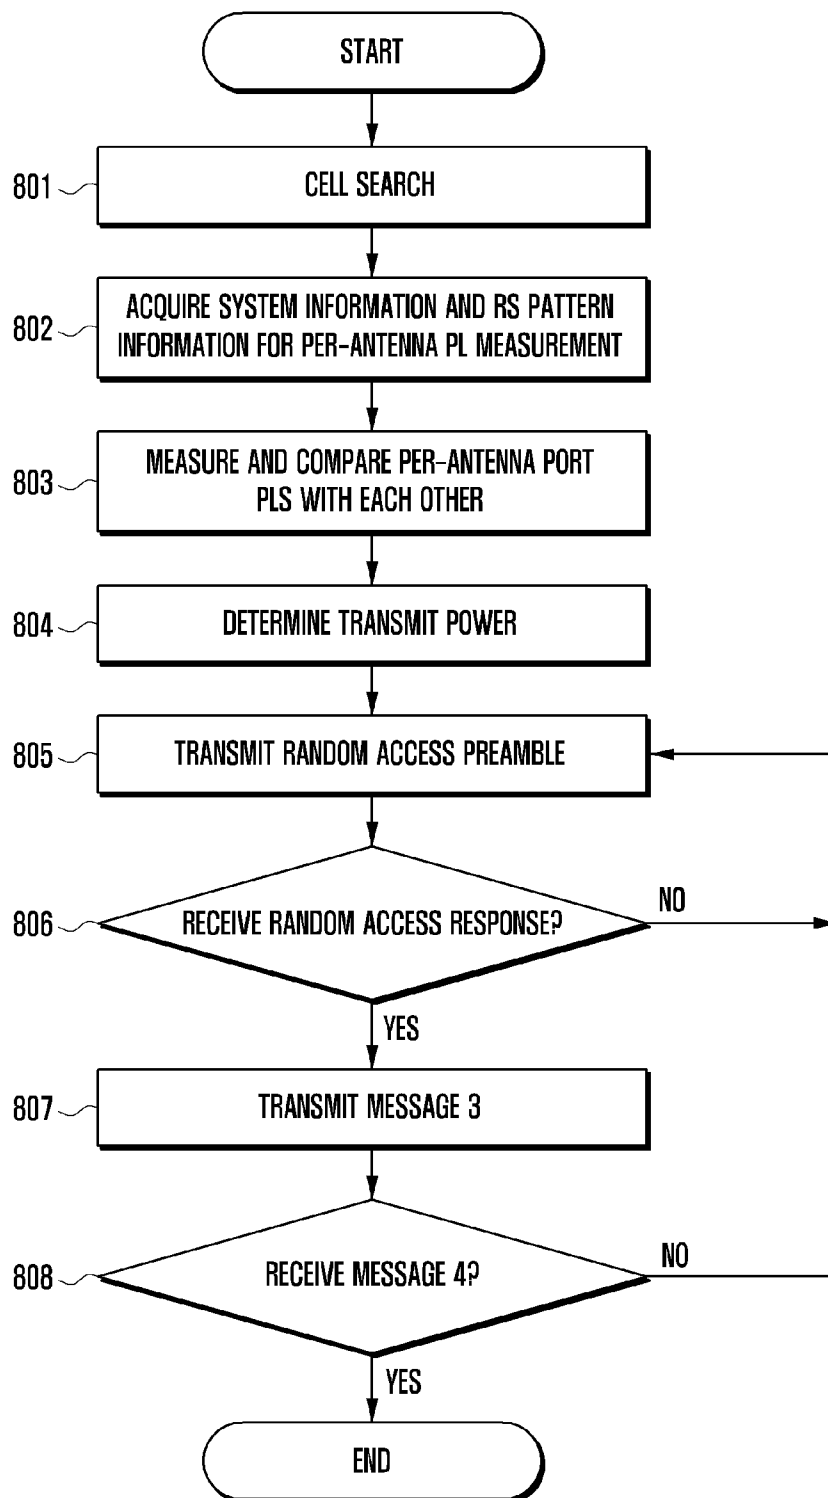 START
801
CELL SEARCH
802
ACQUIRE SYSTEM INFORMATION AND RS PATTERN
INFORMATION FOR PER-ANTENNA PL MEASUREMENT
803
MEASURE AND COMPARE PER-ANTENNA PORT
PLS WITH EACH OTHER
804
DETERMINE TRANSMIT POWER
805
TRANSMIT RANDOM ACCESS PREAMBLE
806
RECEIVE RANDOM ACCESS RESPONSE?
NO
YES
807
TRANSMIT MESSAGE 3
808
RECEIVE MESSAGE 4?
NO
YES
END